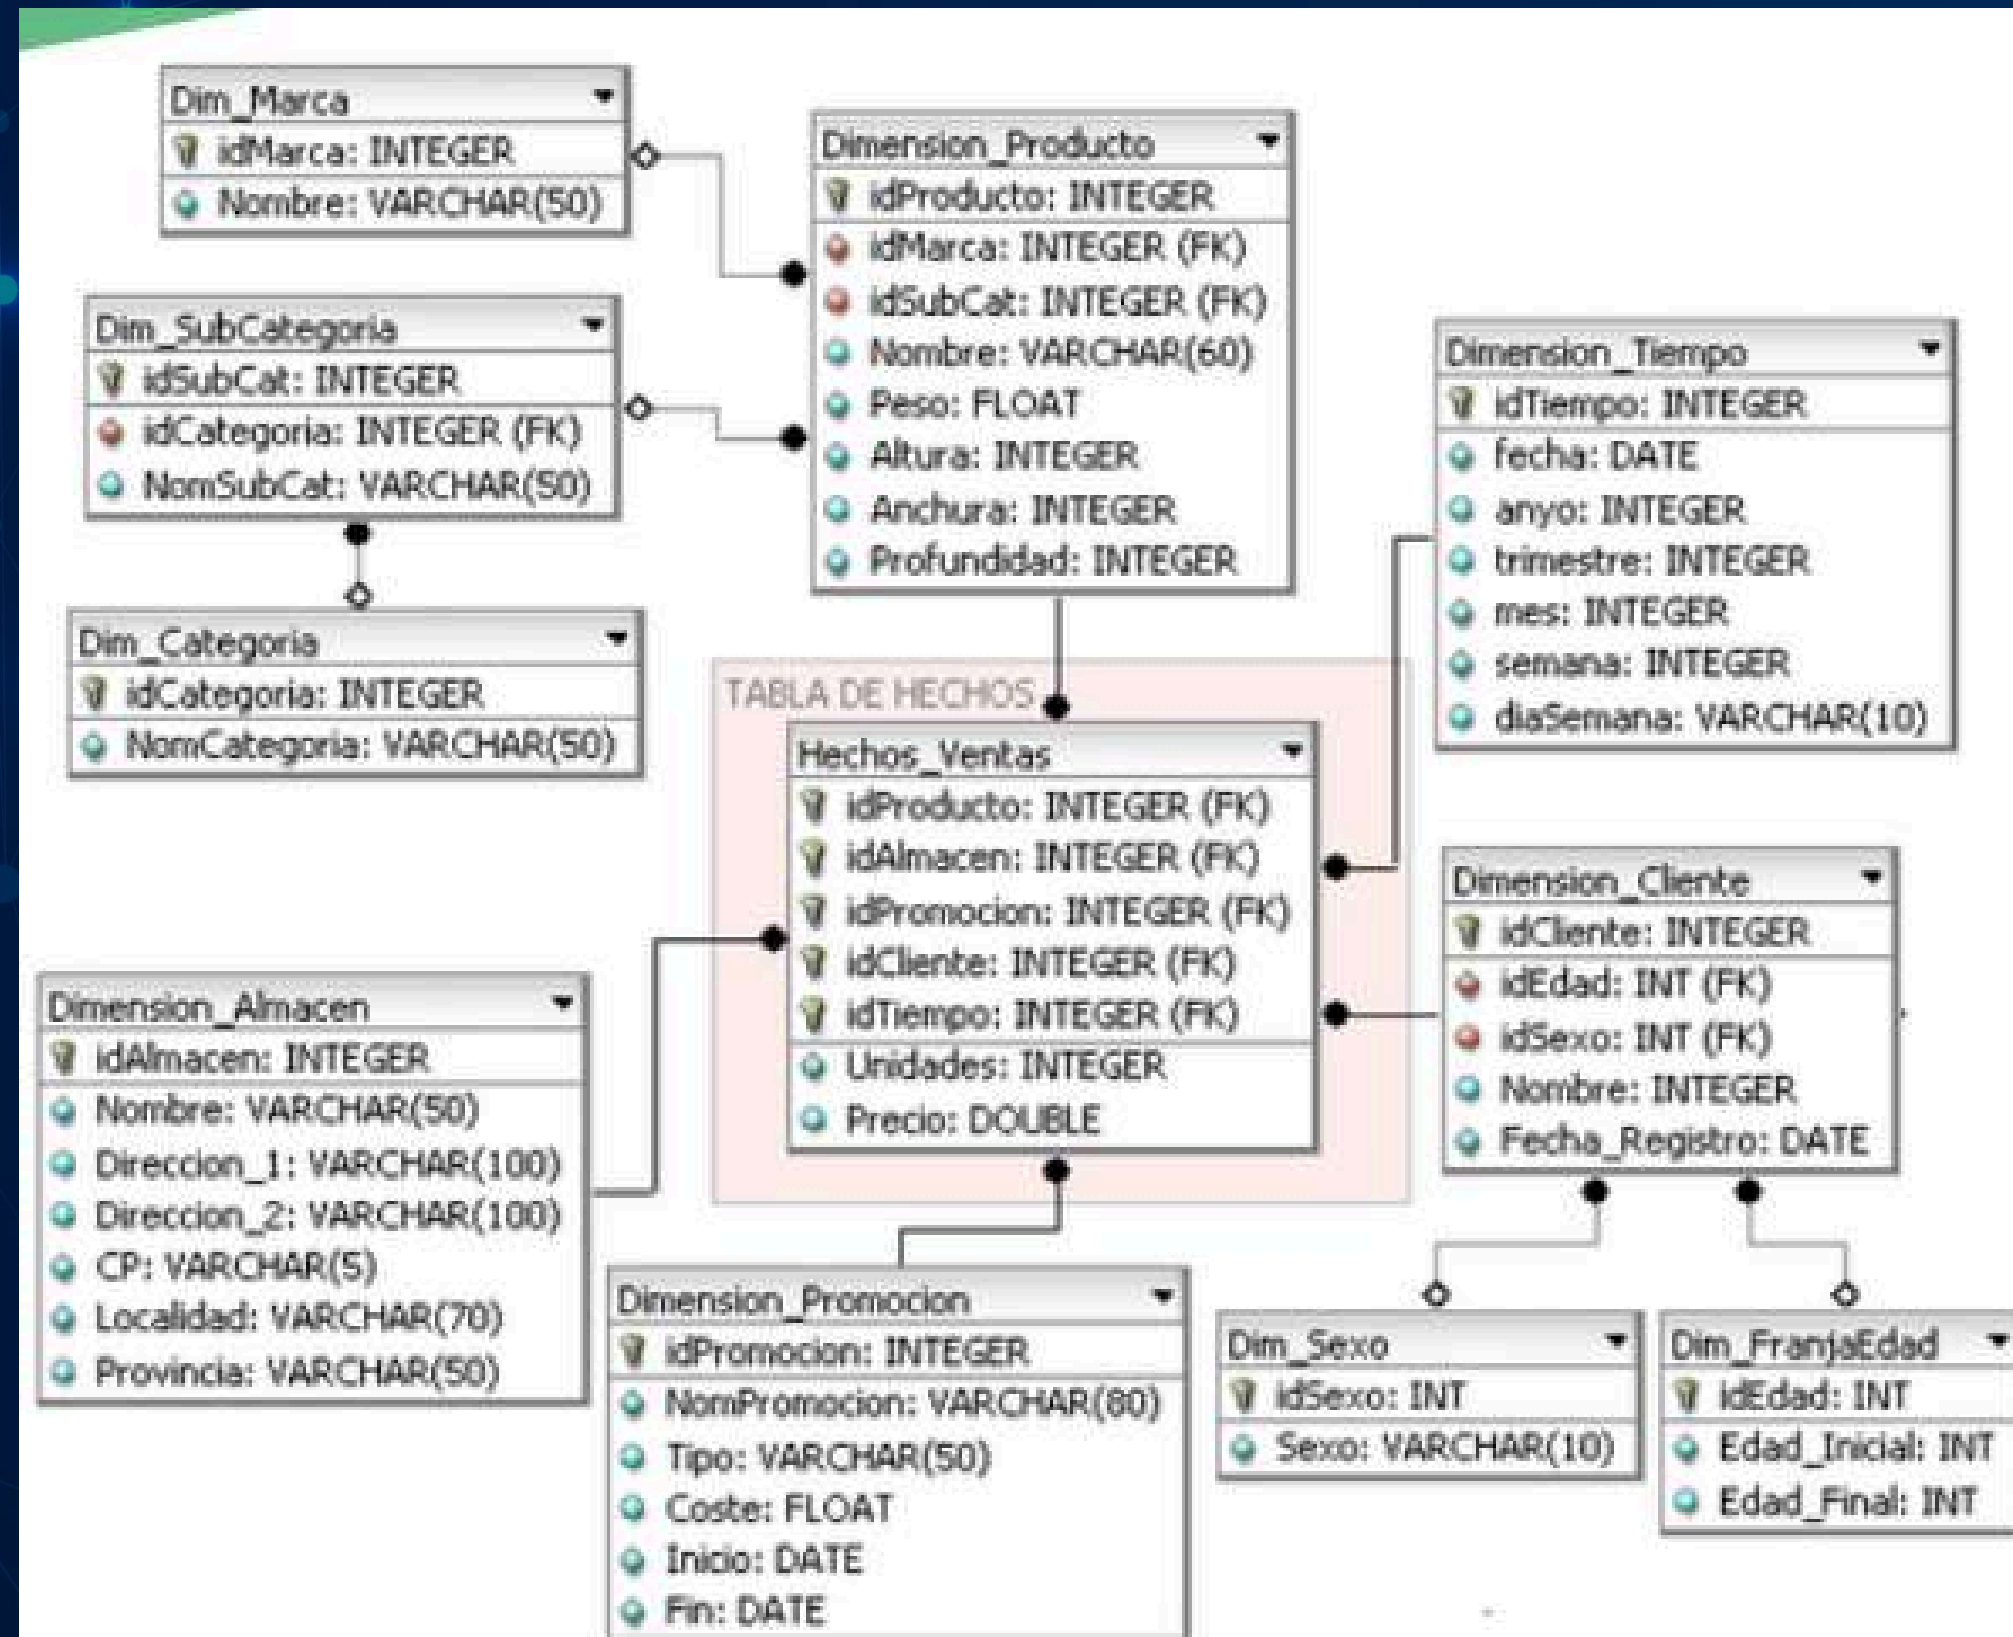 Dim_Marca
idMarca: INTEGER
Nombre: VARCHAR(50)
Dimension_Producto
idProducto: INTEGER
idMarca: INTEGER (FK)
idSubCat: INTEGER (FK)
Nombre: VARCHAR(60)
Peso: FLOAT
Altura: INTEGER
Anchura: INTEGER
Profundidad: INTEGER
Dim_SubCategoria
idSubCat: INTEGER
idCategoria: INTEGER (FK)
NomSubCat: VARCHAR(50)
Dimension_Tiempo
idTiempo: INTEGER
fecha: DATE
anyo: INTEGER
trimestre: INTEGER
mes: INTEGER
semana: INTEGER
diaSemana: VARCHAR(10)
Dim_Categoria
idCategoria: INTEGER
NomCategoria: VARCHAR(50)
TABLA DE HECHOS
Hechos_Ventas
idProducto: INTEGER (FK)
idAlmacen: INTEGER (FK)
idPromocion: INTEGER (FK)
idCliente: INTEGER (FK)
idTiempo: INTEGER (FK)
Unidades: INTEGER
Precio: DOUBLE
Dimension_Cliente
idCliente: INTEGER
idEdad: INT (FK)
idSexo: INT (FK)
Nombre: INTEGER
Fecha_Registro: DATE
Dimension_Almacen
idAlmacen: INTEGER
Nombre: VARCHAR(50)
Direccion_1: VARCHAR(100)
Direccion_2: VARCHAR(100)
CP: VARCHAR(5)
Localidad: VARCHAR(70)
Provincia: VARCHAR(50)
Dimension_Promocion
idPromocion: INTEGER
NomPromocion: VARCHAR(80)
Tipo: VARCHAR(50)
Coste: FLOAT
Inicio: DATE
Fin: DATE
Dim_Sexo
idSexo: INT
Sexo: VARCHAR(10)
Dim_FranjaEdad
idEdad: INT
Edad_Inicial: INT
Edad_Final: INT